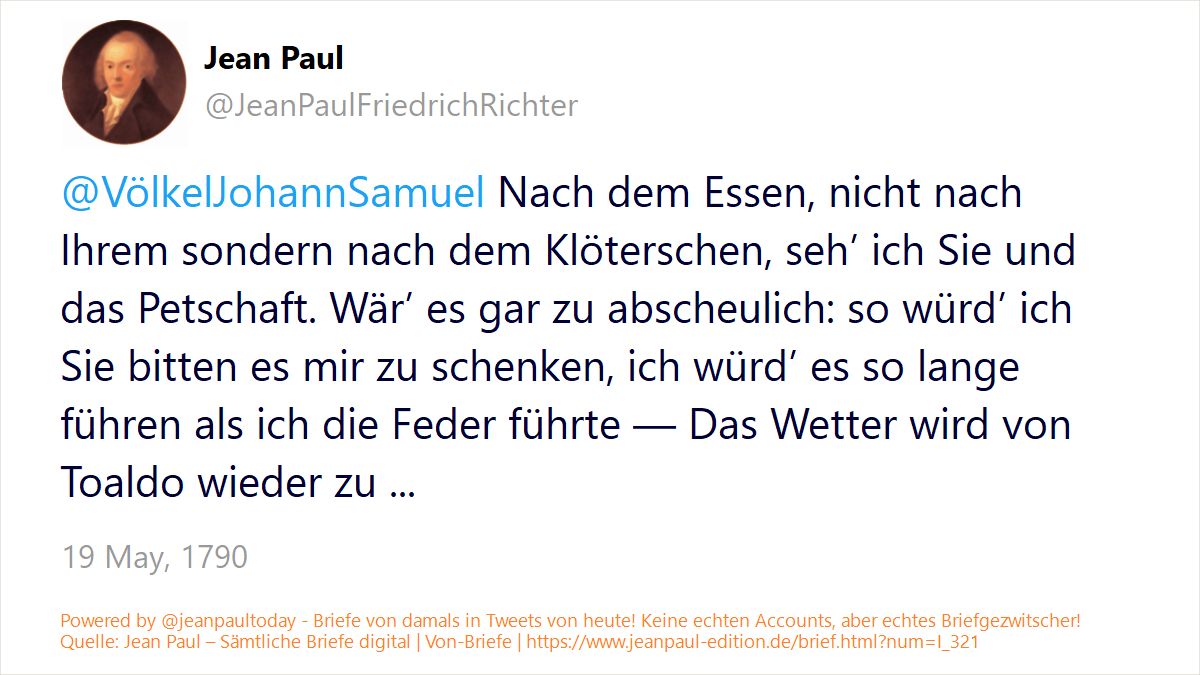 Jean Paul
@JeanPaulFriedrichRichter
@VölkelJohannSamuel Nach dem Essen, nicht nach
Ihrem sondern nach dem Klöterschen, seh’ ich Sie und
das Petschaft. Wär’ es gar zu abscheulich: so würd’ ich
Sie bitten es mir zu schenken, ich würd’ es so lange
führen als ich die Feder führte — Das Wetter wird von
Toaldo wieder zu ...
19 May, 1790
Powered by @jeanpaultoday - Briefe von damals in Tweets von heute! Keine echten Accounts, aber echtes Briefgezwitscher!
Quelle: Jean Paul – Sämtliche Briefe digital | Von-Briefe | https://www.jeanpaul-edition.de/brief.html?num=I_321